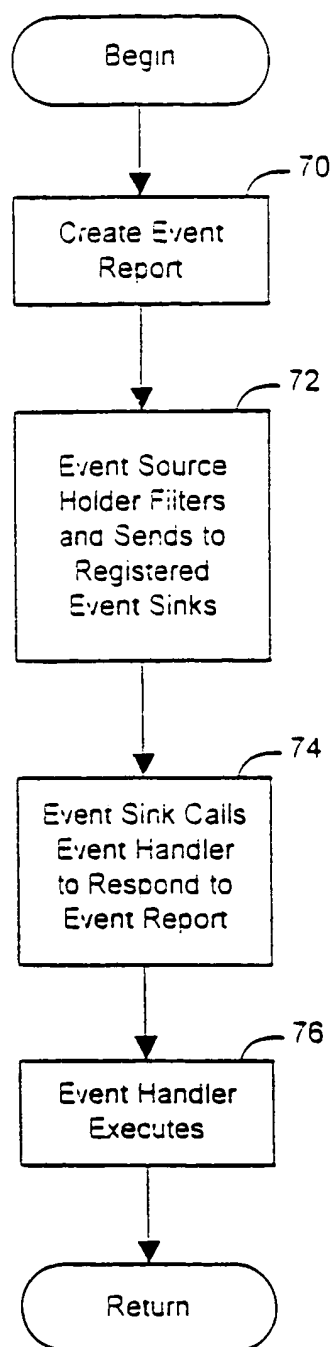 Begin
70
Create Event
Report
72
Event Source
Holder Filters
and Sends to
Registered
Event Sinks
74
Event Sink Calls
Event Handler
to Respond to
Event Report
76
Event Handler
Executes
Return